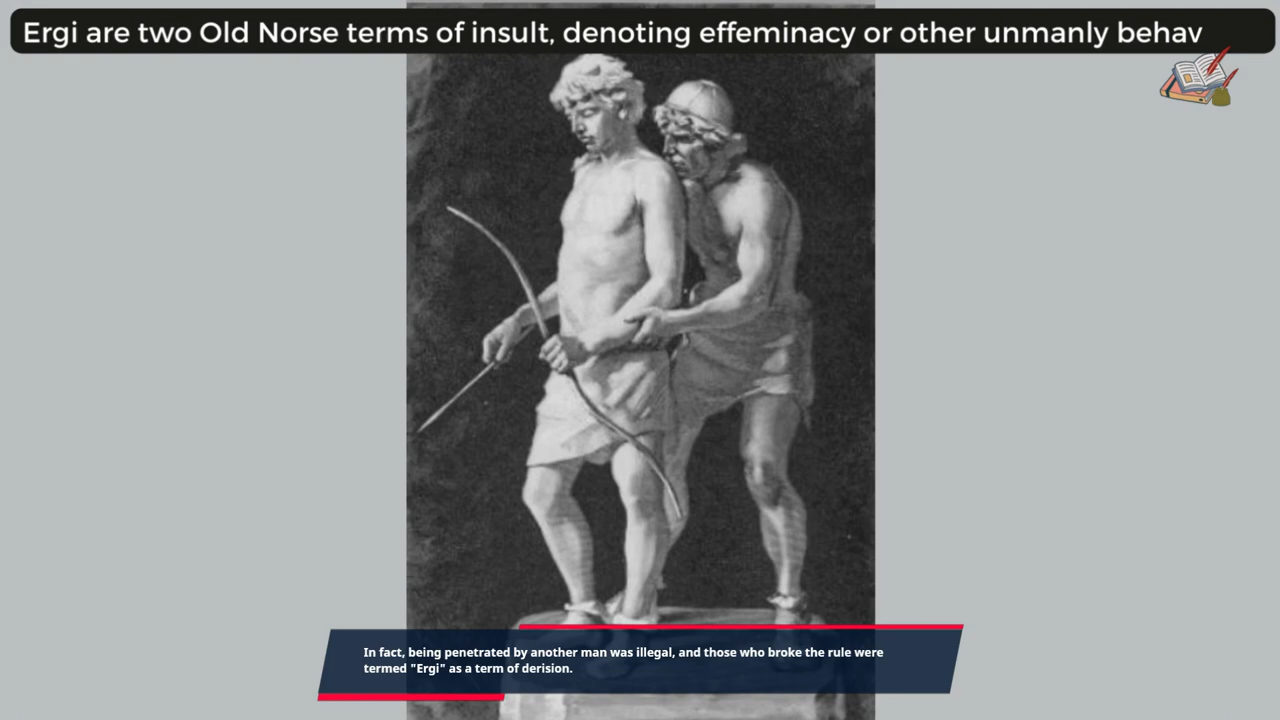 Ergi are two Old Norse terms of insult, denoting effeminacy or other unmanly behav
In fact, being penetrated by another man was illegal, and those who broke the rule were
termed "Ergi" as a term of derision.